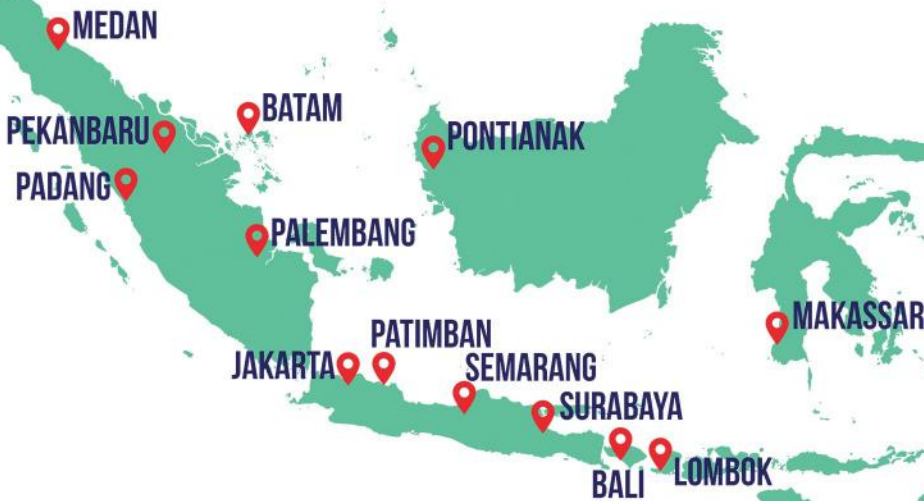 MEDAN
BATAM
PEKANBARU
PONTIANAK
PADANG
PALEMBANG
MAKASSAR
PATIMBAN
JAKARTA
SEMARANG
SURABAYA
LOMBOK
BALI